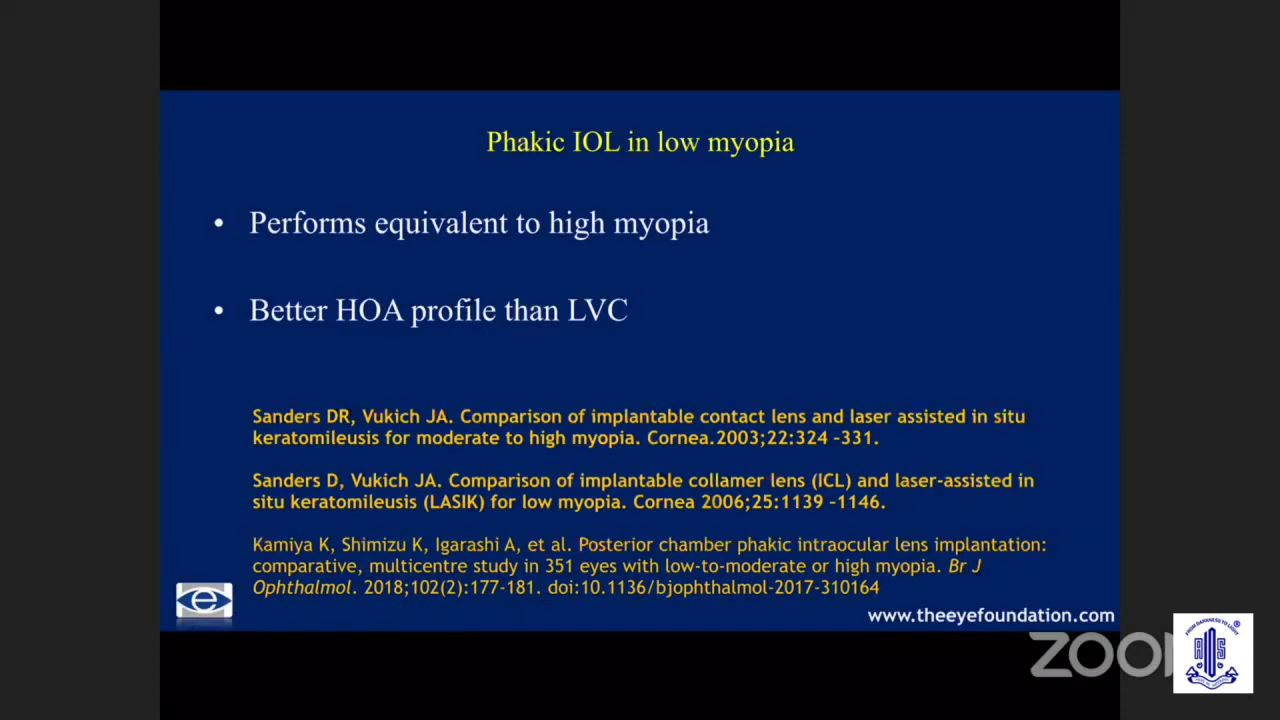 Phakic IOL in low myopia
• Performs equivalent to high myopia
• Better HOA profile than LVC
Sanders DR, Vukich JA. Comparison of implantable contact lens and laser assisted in situ
keratomileusis for moderate to high myopia. Cornea.2003;22:324 –331.
Sanders D, Vukich JA. Comparison of implantable collamer lens (ICL) and laser-assisted in
situ keratomileusis (LASIK) for low myopia. Cornea 2006;25:1139 –1146.
Kamiya K, Shimizu K, Igarashi A, et al. Posterior chamber phakic intraocular lens implantation:
comparative, multicentre study in 351 eyes with low-to-moderate or high myopia. Br J
Ophthalmol. 2018;102(2):177-181. doi:10.1136/bjophthalmol-2017-310164
www.theeyefoundation.com
FROM DARKNESS TO LIGHT
AIOS